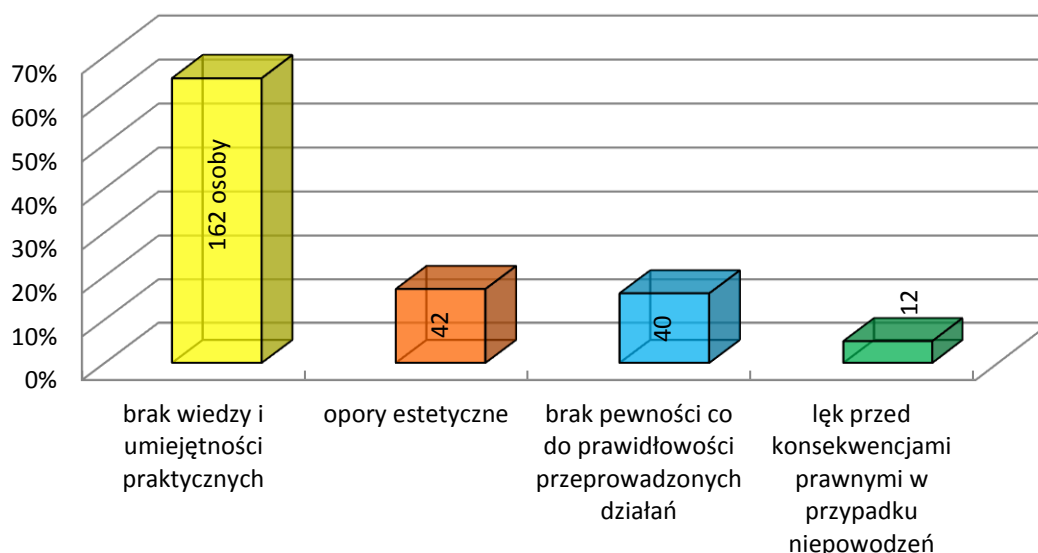 70%
60%
50%
40%
30%
20%
10%
0%
162 osoby
42
40
12
brak wiedzy i
umiejętności
praktycznych
opory estetyczne
brak pewności co
do prawidłowości
przeprowadzonych
działań
lęk przed
konsekwencjami
prawnymi w
przypadku
niepowodzeń